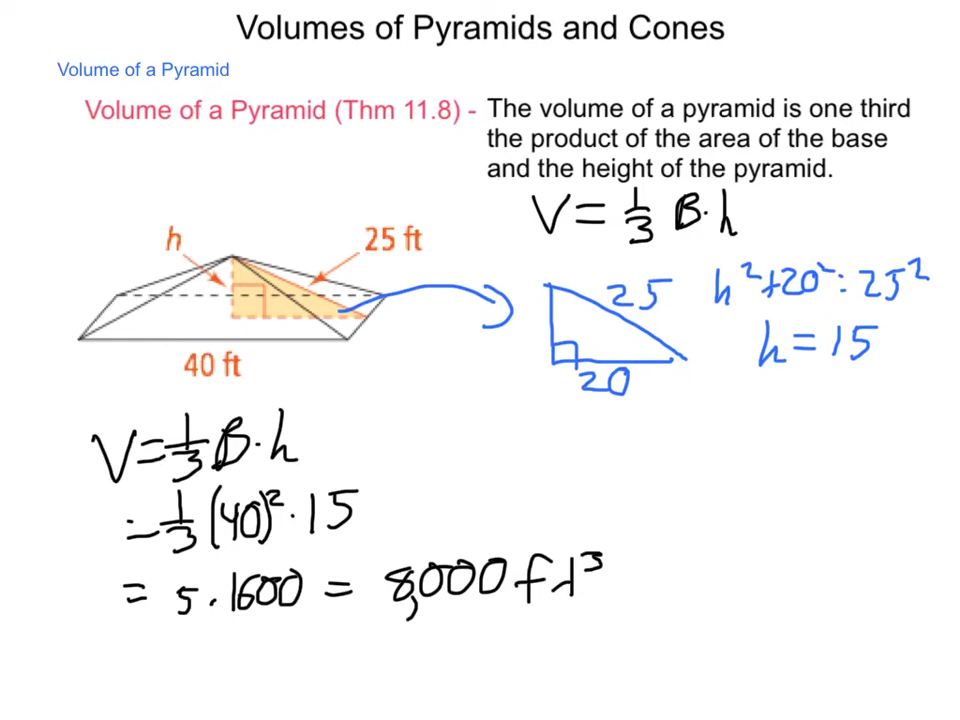 Volumes of Pyramids and Cones
Volume of a Pyramid
Volume of a Pyramid (Thm 11.8) - The volume of a pyramid is one third
the product of the area of the base
and the height of the pyramid.
V = 1/3 B·h
h
25 ft
40 ft
25
20
h²+20² = 25²
h = 15
V = 1/3 B·h
= 1/3 (40)² · 15
= 5 · 1600 = 8,000 ft³